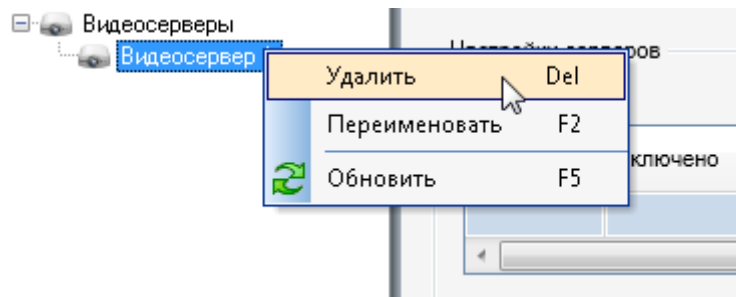 Видеосерверы
Видеосервер
Удалить Del
Переименовать F2
Обновить F5